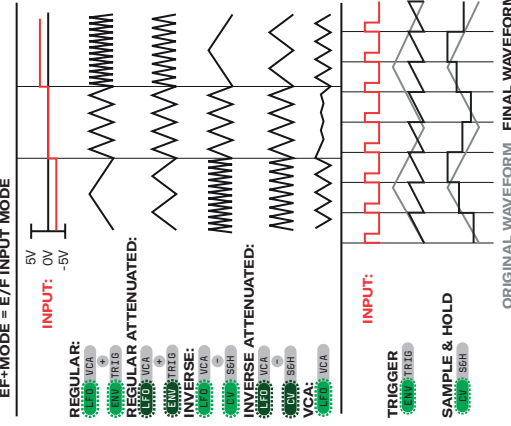 EF+MODE = E/F INPUT MODE
5V
0V
-5V
INPUT:
REGULAR:
LFO VCA
+
ENV TRIG
REGULAR ATTENUATED:
LFO VCA
+
ENV TRIG
INVERSE:
LFO VCA
-
CV S&H
INVERSE ATTENUATED:
LFO VCA
-
CV S&H
VCA:
LFO VCA
INPUT:
TRIGGER
ENV TRIG
SAMPLE & HOLD
CV S&H
ORIGINAL WAVEFORM FINAL WAVEFORM